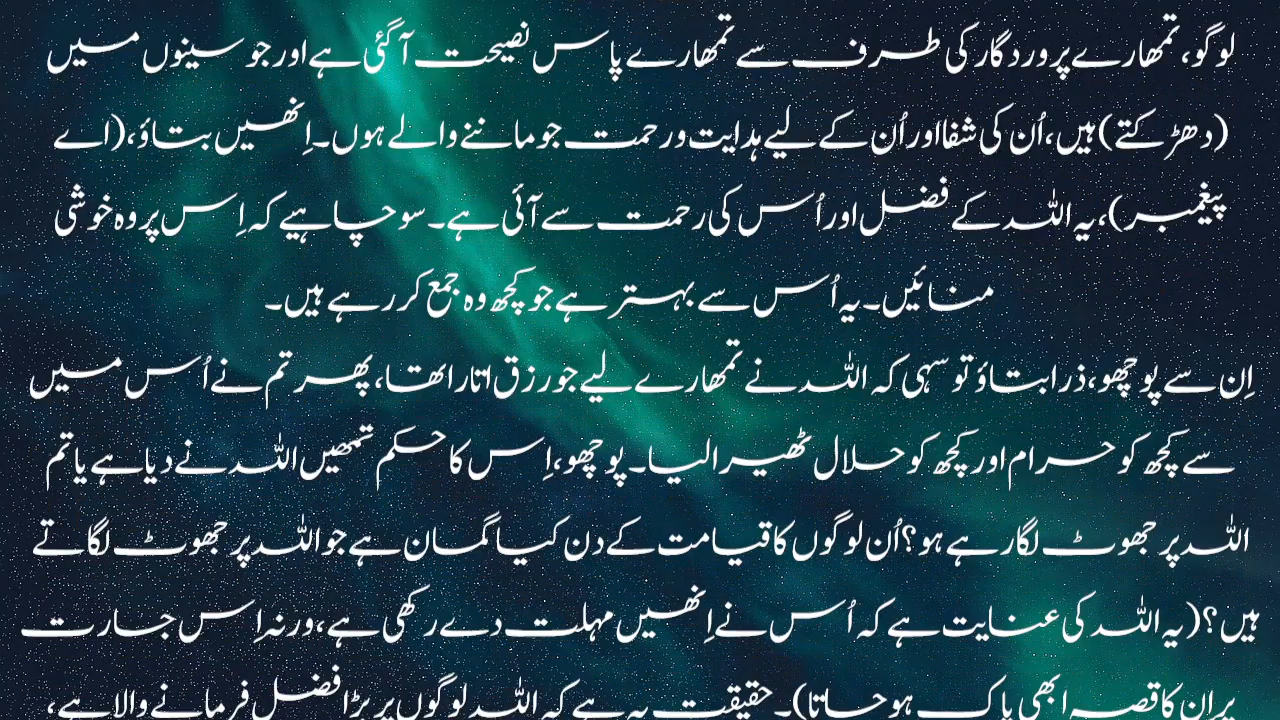 لوگو، تمھارے پروردگار کی طرف سے تمھارے پاس نصیحت آگئی ہے اور جو سینوں میں
(دھڑکتے) ہیں، اُن کی شفا اور اُن کے لیے ہدایت ورحمت جو ماننے والے ہوں۔ اِنھیں بتاؤ، (اے
پیغمبر)، یہ اللہ کے فضل اور اُس کی رحمت سے آئی ہے۔ سو چاہیے کہ اِس پر وہ خوشی
منائیں۔ یہ اُس سے بہتر ہے جو کچھ وہ جمع کر رہے ہیں۔
اِن سے پوچھو، ذرا بتاؤ تو سہی کہ اللہ نے تمھارے لیے جو رزق اتارا تھا، پھر تم نے اُس میں
سے کچھ کو حرام اور کچھ کو حلال ٹھیرا لیا۔ پوچھو، اِس کا حکم تمھیں اللہ نے دیا ہے یا تم
اللہ پر جھوٹ لگا رہے ہو؟ اُن لوگوں کا قیامت کے دن کیا گمان ہے جو اللہ پر جھوٹ لگاتے
ہیں؟ (یہ اللہ کی عنایت ہے کہ اُس نے اِنھیں مہلت دے رکھی ہے، ورنہ اِس جسارت
پر اِن کا قصہ ابھی پاک ہو جاتا)۔ حقیقت یہ ہے کہ اللہ لوگوں پر بڑا فضل فرمانے والا ہے،